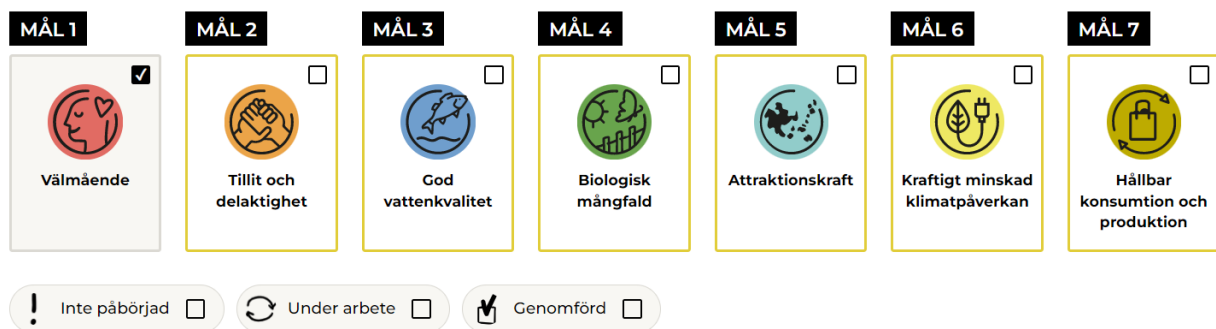 MÅL 1
MÅL 2
MÅL 3
MÅL 4
MÅL 5
MÅL 6
MÅL 7
Välmående
Tillit och
delaktighet
God
vattenkvalitet
Biologisk
mångfald
Attraktionskraft
Kraftigt minskad
klimatpåverkan
Hållbar
konsumtion och
produktion
Inte påbörjad
Under arbete
Genomförd